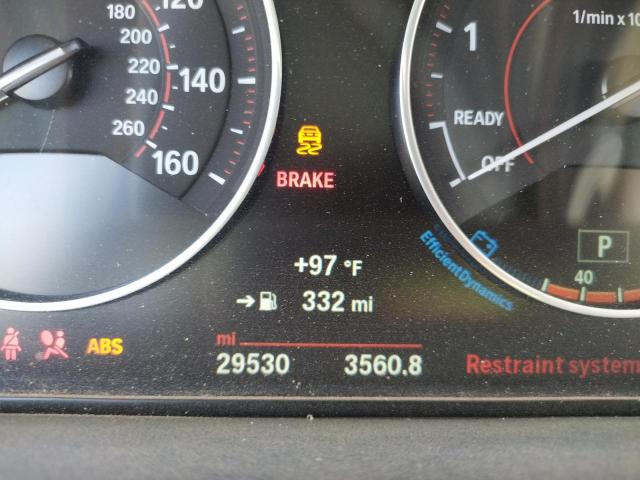 120
180
200
220
140
240
260
160
1
1/min x10
READY
OFF
BRAKE
P
EfficientDynamics
+97 °F
332 mi
40
ABS
mi
29530 3560.8
Restraint system